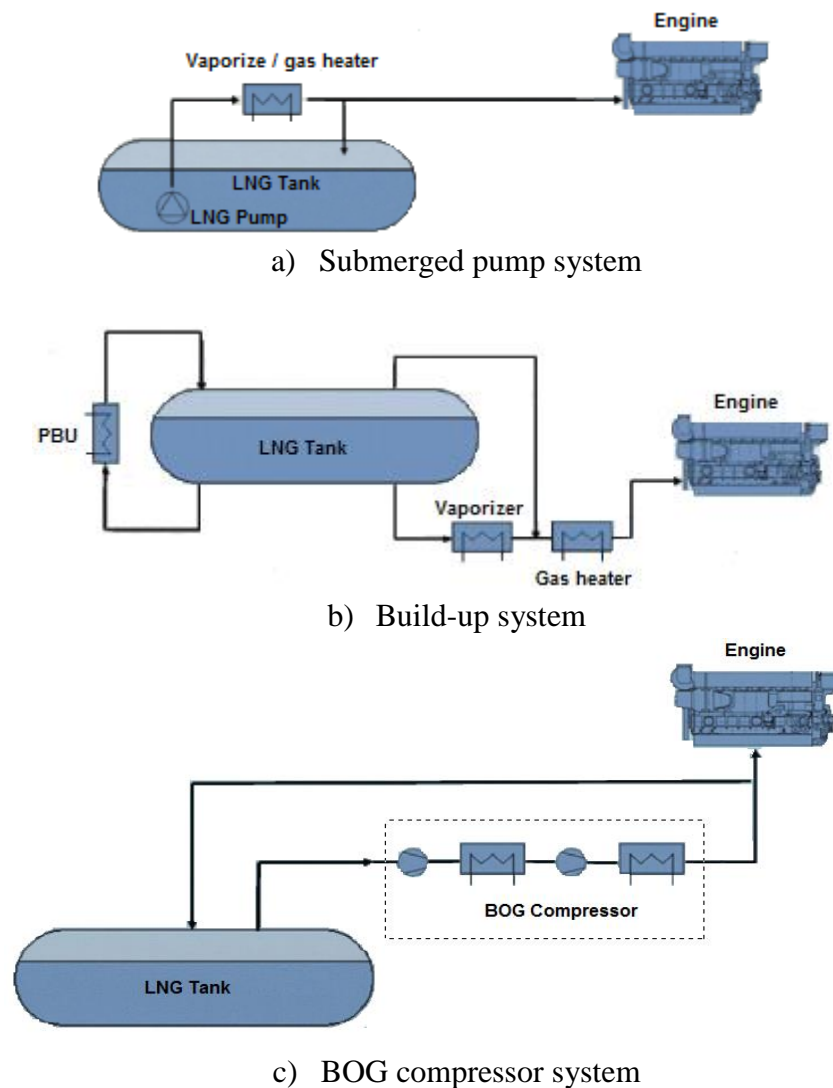 Engine
Vaporize / gas heater
LNG Tank
LNG Pump
a) Submerged pump system
PBU
LNG Tank
Engine
Vaporizer
Gas heater
b) Build-up system
Engine
BOG Compressor
LNG Tank
c) BOG compressor system